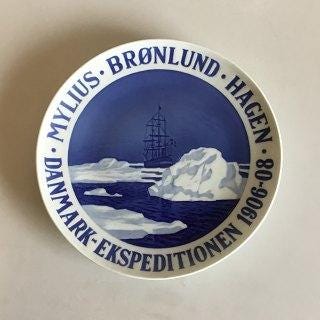 · MYLIUS · BRØNLUND · HAGEN ·
DANMARK-EKSPEDITIONEN 1906-08